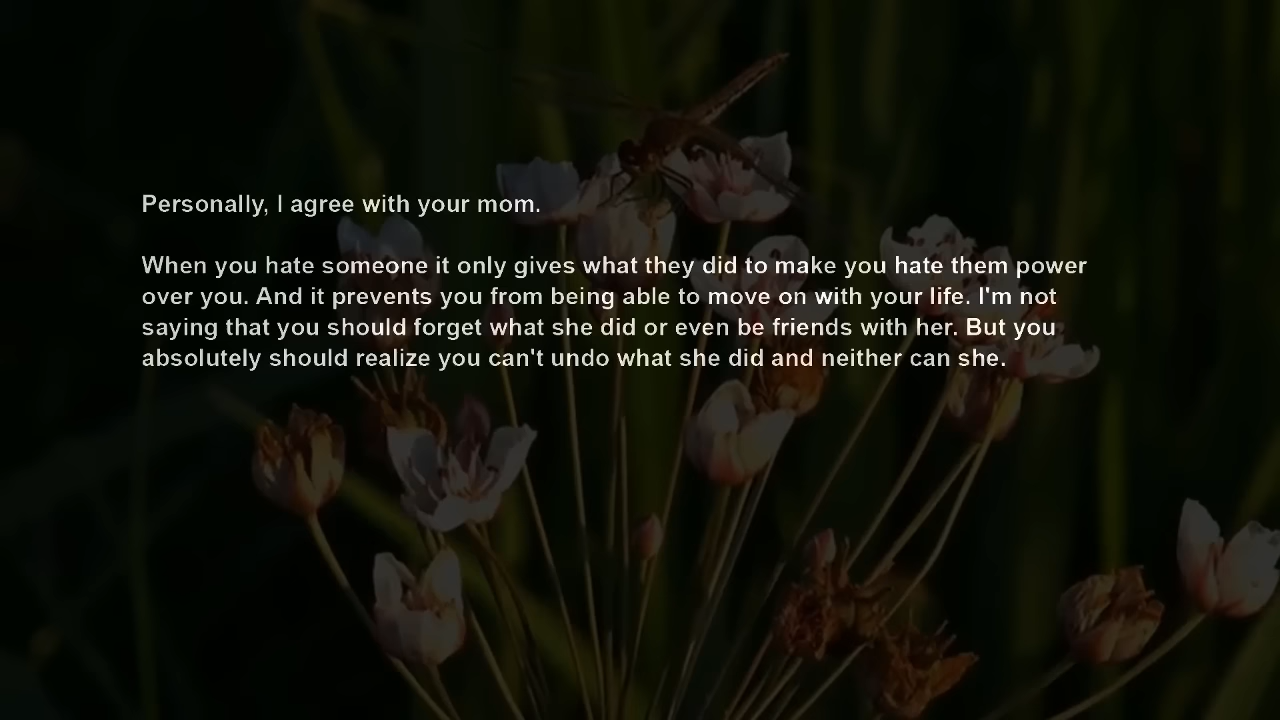 Personally, I agree with your mom.
When you hate someone it only gives what they did to make you hate them power
over you. And it prevents you from being able to move on with your life. I'm not
saying that you should forget what she did or even be friends with her. But you
absolutely should realize you can't undo what she did and neither can she.